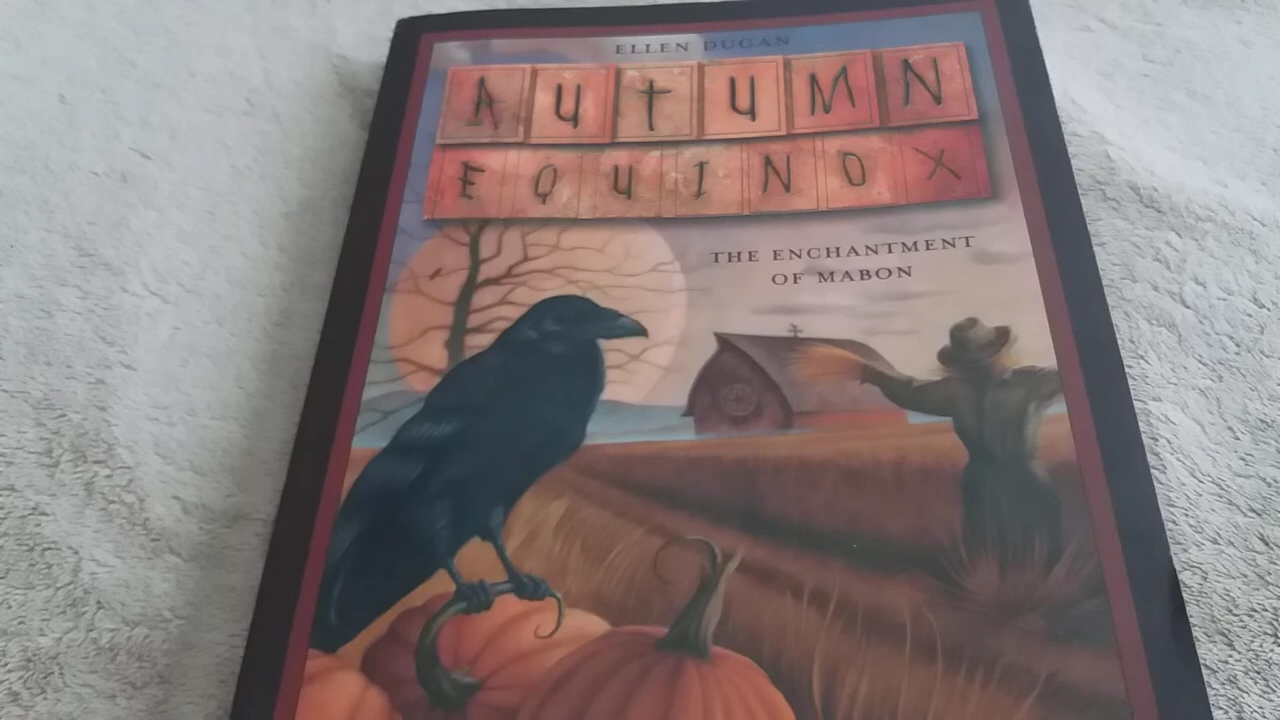 ELLEN DUGAN
AUTUMN
EQUINOX
THE ENCHANTMENT
OF MABON